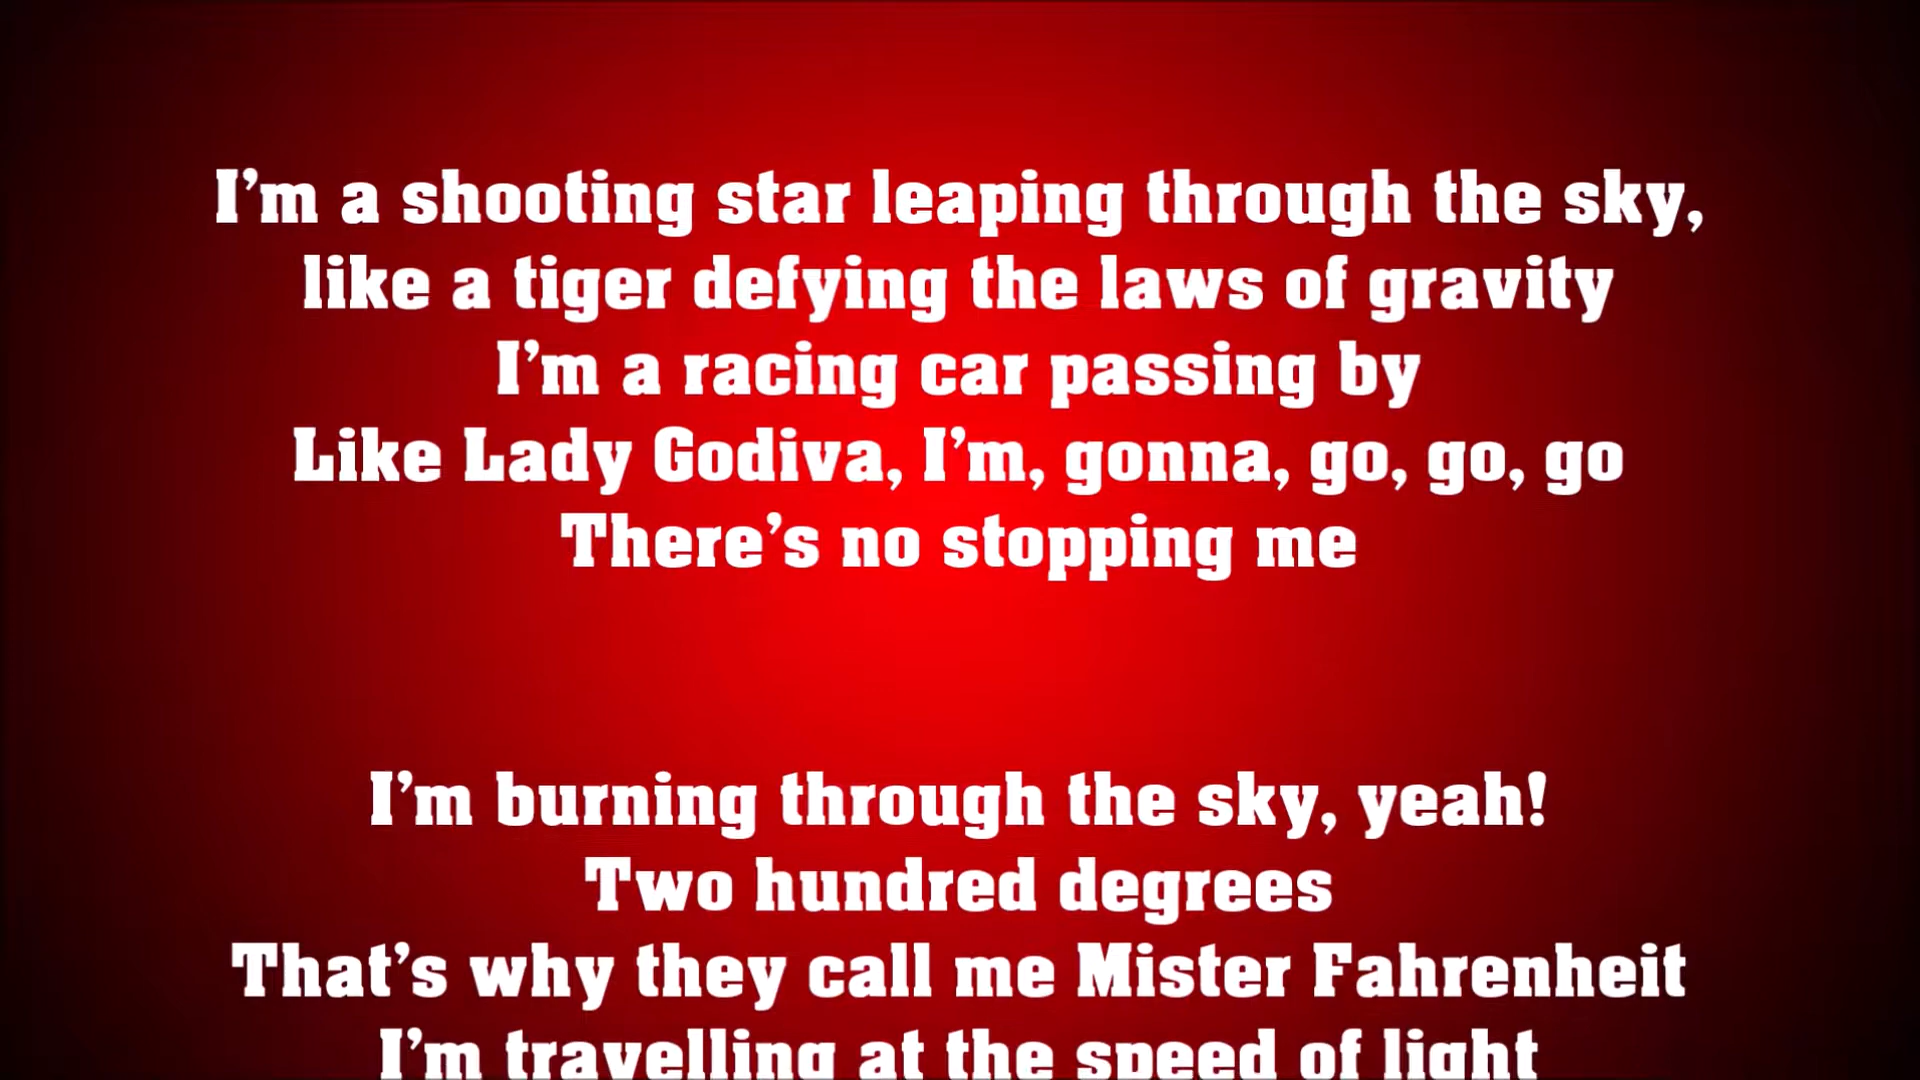 I'm a shooting star leaping through the sky,
like a tiger defying the laws of gravity
I'm a racing car passing by
Like Lady Godiva, I'm, gonna, go, go, go
There's no stopping me
I'm burning through the sky, yeah!
Two hundred degrees
That's why they call me Mister Fahrenheit
I'm travelling at the speed of light